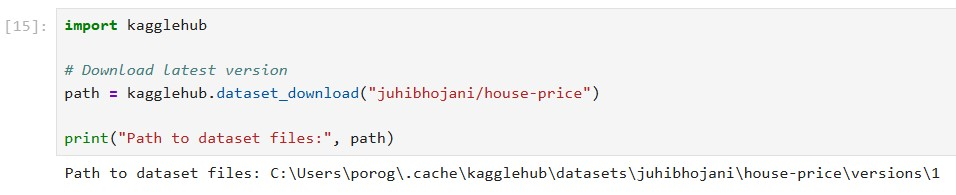 [15]: import kagglehub
# Download latest version
path = kagglehub.dataset_download("juhibhojani/house-price")
print("Path to dataset files:", path)
Path to dataset files: C:\Users\porog\.cache\kagglehub\datasets\juhibhojani\house-price\versions\1